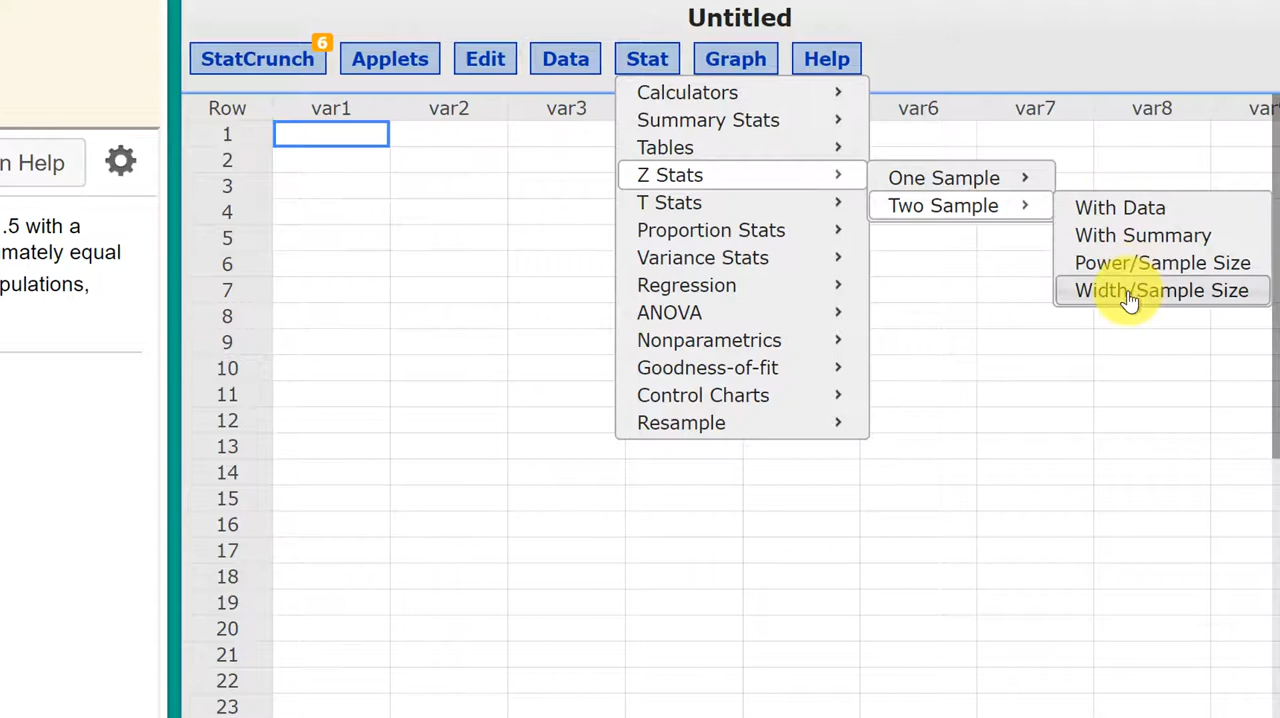 Untitled
6
StatCrunch Applets Edit Data Stat Graph Help
Row var1 var2 var3 var6 var7 var8 var
Calculators
Summary Stats
Tables
Z Stats
T Stats
Proportion Stats
Variance Stats
Regression
ANOVA
Nonparametrics
Goodness-of-fit
Control Charts
Resample
One Sample
Two Sample
With Data
With Summary
Power/Sample Size
Width/Sample Size
n Help
.5 with a
mately equal
pulations,
1
2
3
4
5
6
7
8
9
10
11
12
13
14
15
16
17
18
19
20
21
22
23